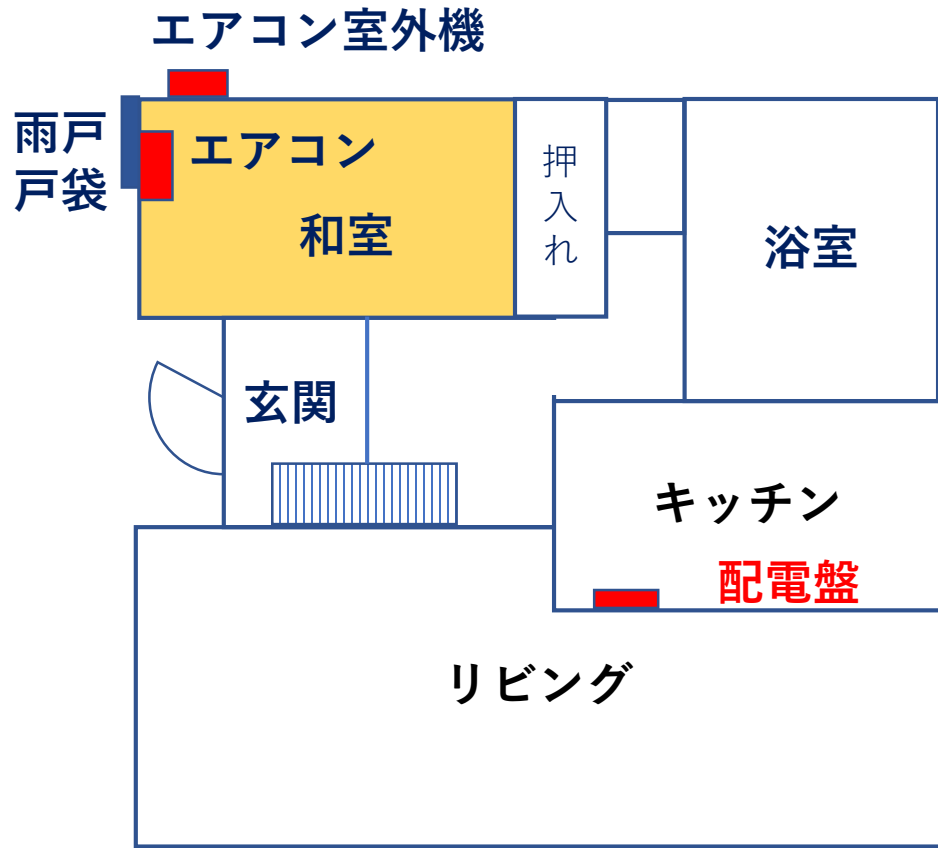 エアコン室外機
雨戸
戸袋
エアコン
押入れ
和室
浴室
玄関
キッチン
配電盤
リビング